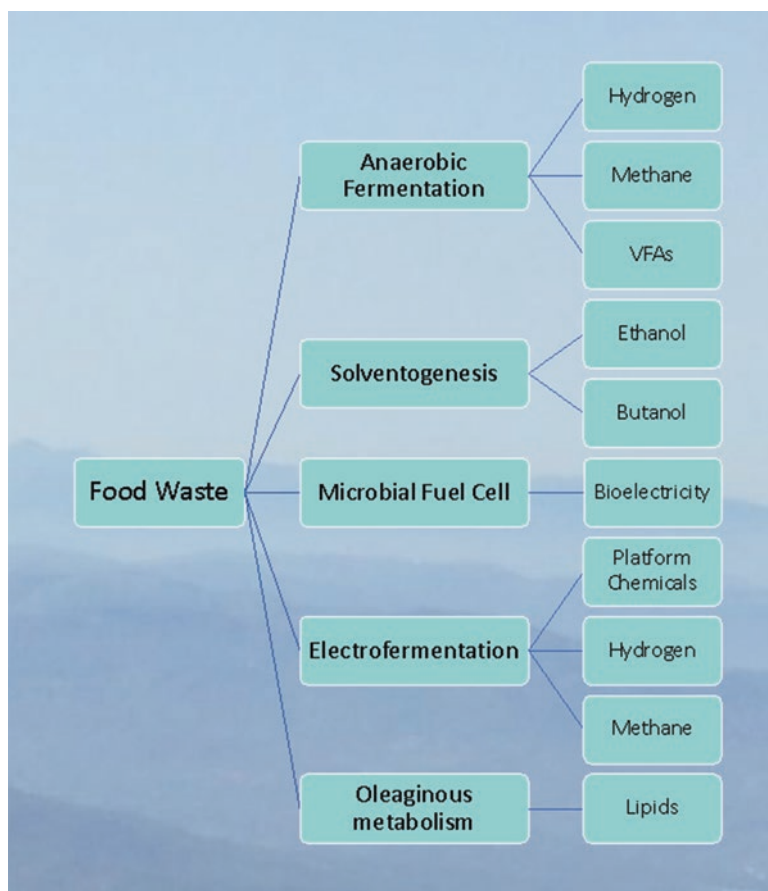 Food Waste
Anaerobic
Fermentation
Hydrogen
Methane
VFAs
Solventogenesis
Ethanol
Butanol
Microbial Fuel Cell
Bioelectricity
Electrofermentation
Platform
Chemicals
Hydrogen
Methane
Oleaginous
metabolism
Lipids